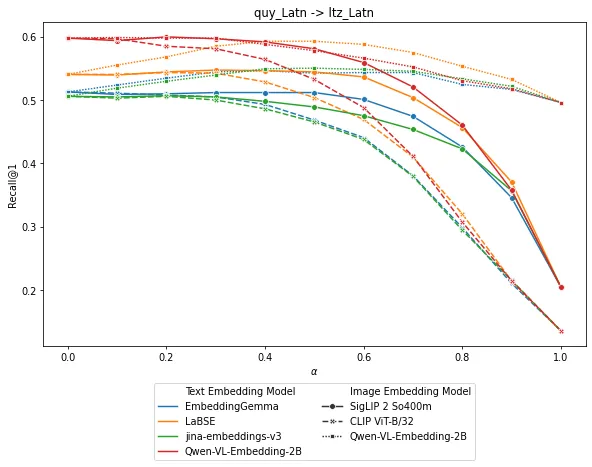 quy_Latn -> ltz_Latn
Recall@1
0.6
0.5
0.4
0.3
0.2
0.0
0.2
0.4
0.6
0.8
1.0
α
Text Embedding Model
EmbeddingGemma
LaBSE
jina-embeddings-v3
Qwen-VL-Embedding-2B
Image Embedding Model
SigLIP 2 So400m
CLIP ViT-B/32
Qwen-VL-Embedding-2B